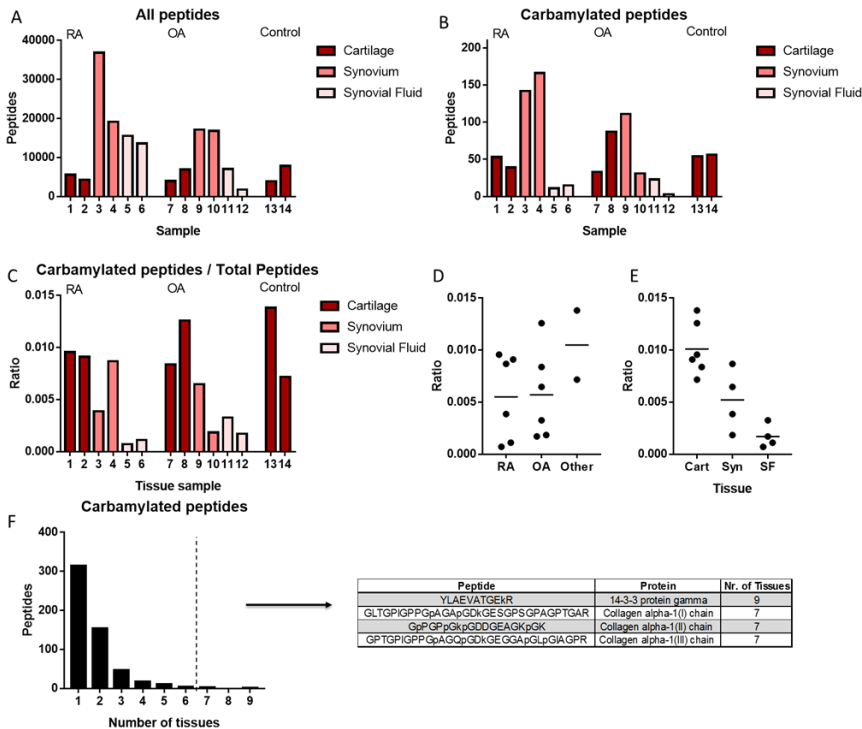 A
All peptides
RA
OA
Control
Cartilage
Synovium
Synovial Fluid
Peptides
40000
30000
20000
10000
0
1 2 3 4 5 6 7 8 9 10 11 12 13 14
Sample
B
Carbamylated peptides
RA
OA
Control
Cartilage
Synovium
Synovial Fluid
Peptides
200
150
100
50
0
1 2 3 4 5 6 7 8 9 10 11 12 13 14
Sample
C
Carbamylated peptides / Total Peptides
RA
OA
Control
Cartilage
Synovium
Synovial Fluid
Ratio
0.015
0.010
0.005
0.000
1 2 3 4 5 6 7 8 9 10 11 12 13 14
Tissue sample
D
Ratio
0.015
0.010
0.005
0.000
RA OA Other
E
Ratio
0.015
0.010
0.005
0.000
Cart Syn SF
Tissue
F
Carbamylated peptides
Peptides
400
300
200
100
0
1 2 3 4 5 6 7 8 9
Number of tissues
Peptide Protein Nr. of Tissues
YLAEVATGEkR 14-3-3 protein gamma 9
GLTGPIGPPGpAGApGDkGESGPSGPAGPTGAR Collagen alpha-1(I) chain 7
GpPGPpGkpGDDGEAGKpGK Collagen alpha-1(II) chain 7
GPTGPIGPPGpAGQpGDkGEGGApGLpGIAGPR Collagen alpha-1(III) chain 7